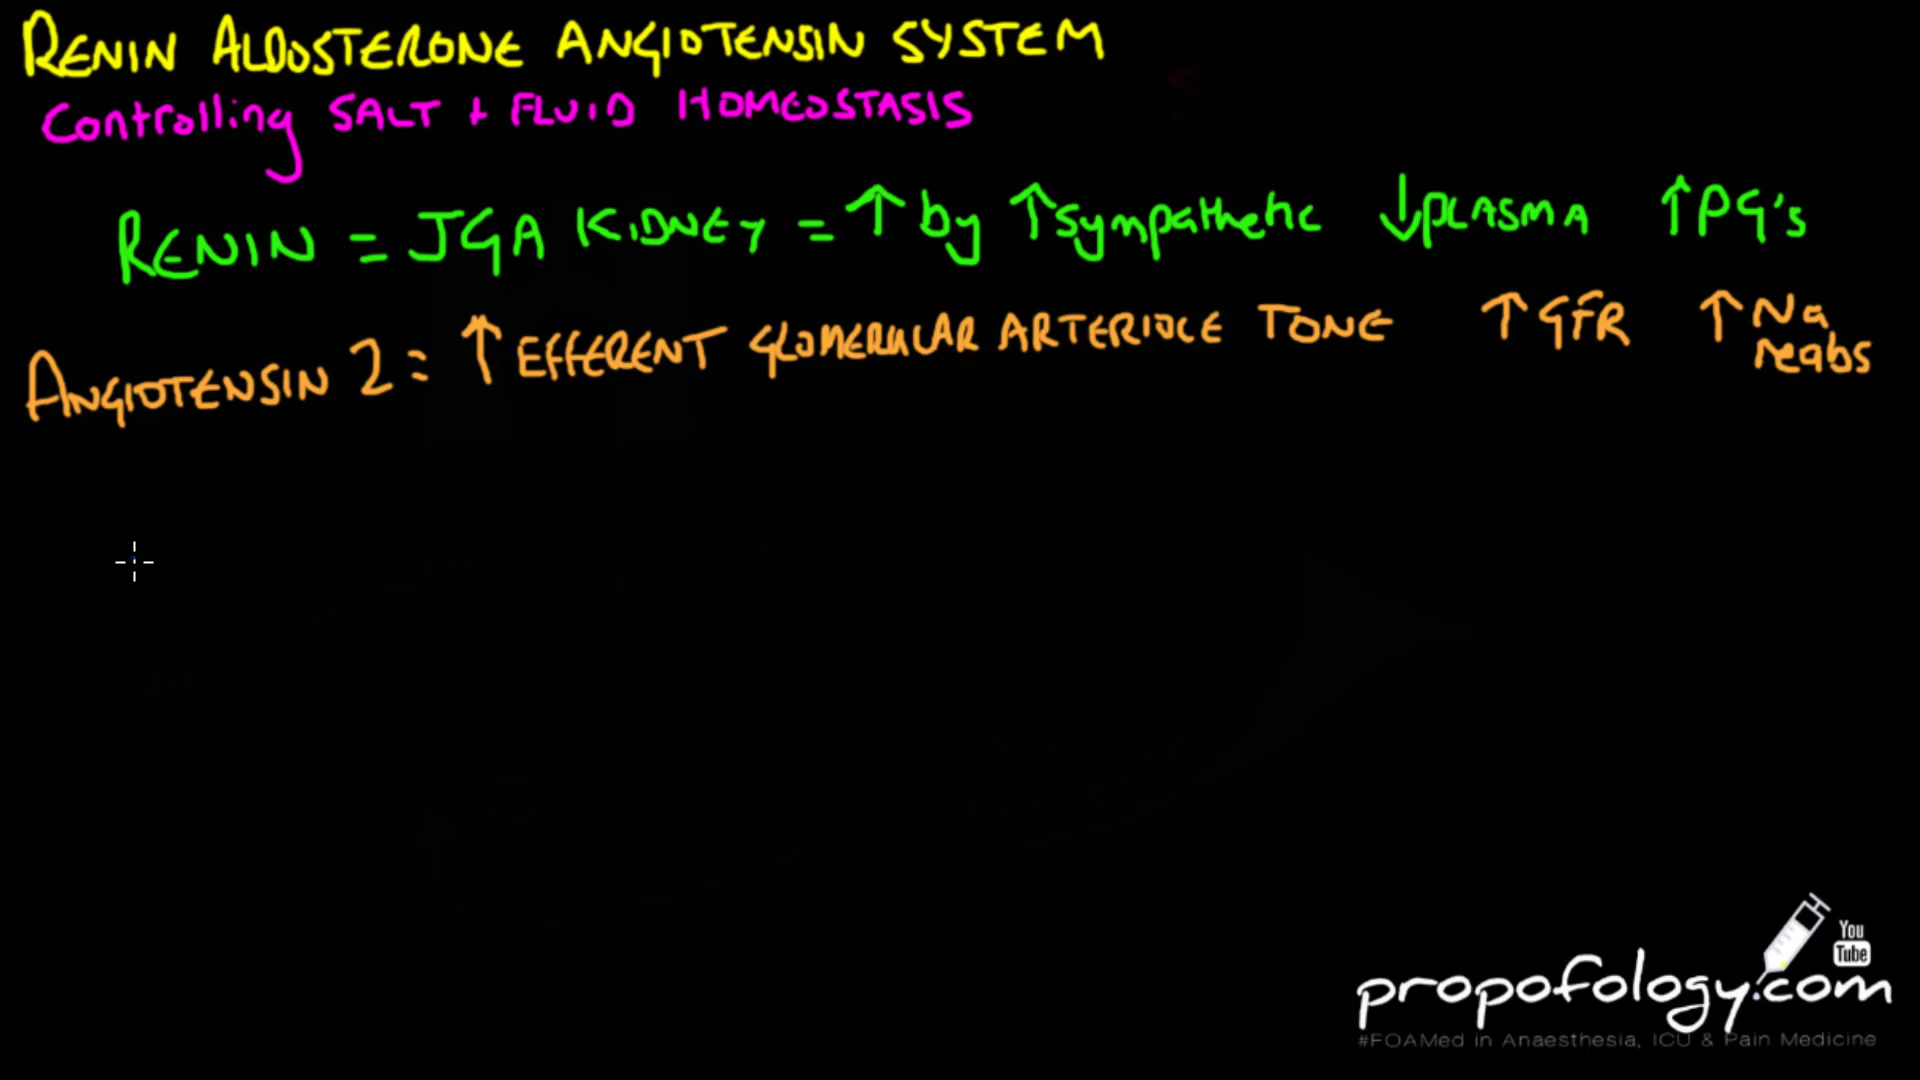 RENIN ALDOSTERONE ANGIOTENSIN SYSTEM
Controlling SALT + FLUID HOMEOSTASIS
RENIN = JGA KIDNEY = ↑ by ↑ sympathetic ↓ PLASMA ↑ PG's
ANGIOTENSIN 2 = ↑ EFFERENT GLOMERULAR ARTERIOLE TONE ↑ GFR ↑ Na
reabs
You
Tube
propofology.com
#FOAMed in Anaesthesia, ICU & Pain Medicine